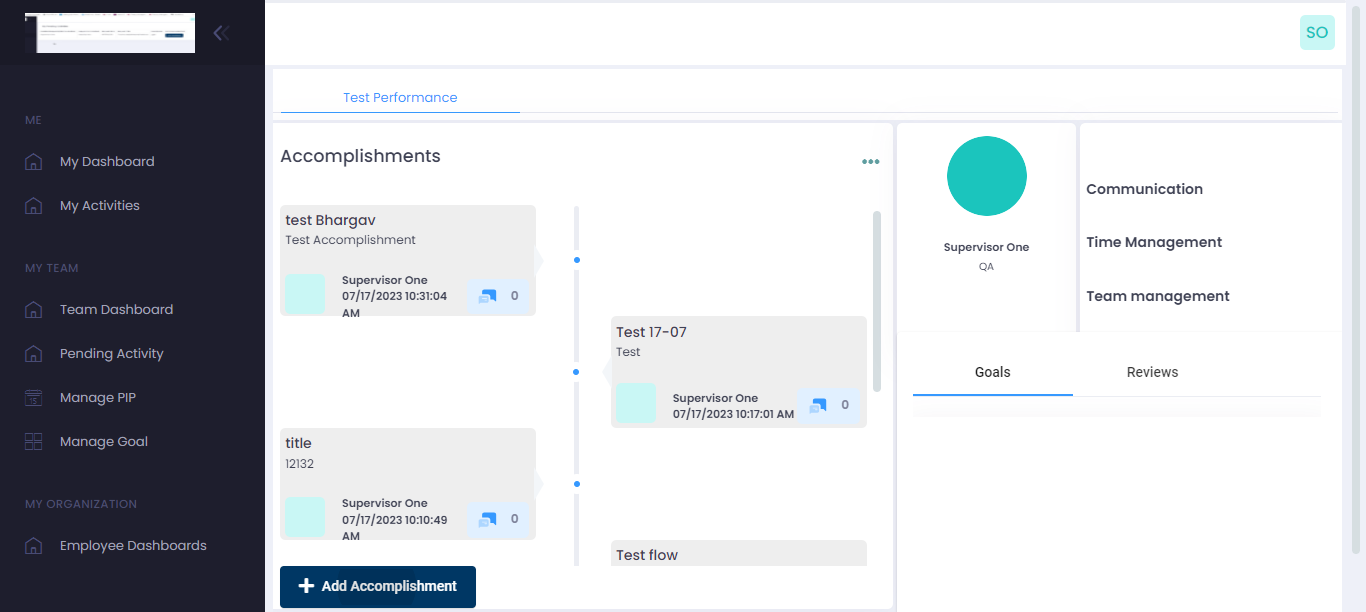 SO
ME
My Dashboard
My Activities
MY TEAM
Team Dashboard
Pending Activity
Manage PIP
15
Manage Goal
MY ORGANIZATION
Employee Dashboards
Test Performance
Accomplishments
test Bhargav
Test Accomplishment
Supervisor One
07/17/2023 10:31:04
AM
0
Test 17-07
Test
Supervisor One
07/17/2023 10:17:01 AM
0
title
12132
Supervisor One
07/17/2023 10:10:49
AM
0
Test flow
Add Accomplishment
Supervisor One
QA
Communication
Time Management
Team management
Goals
Reviews